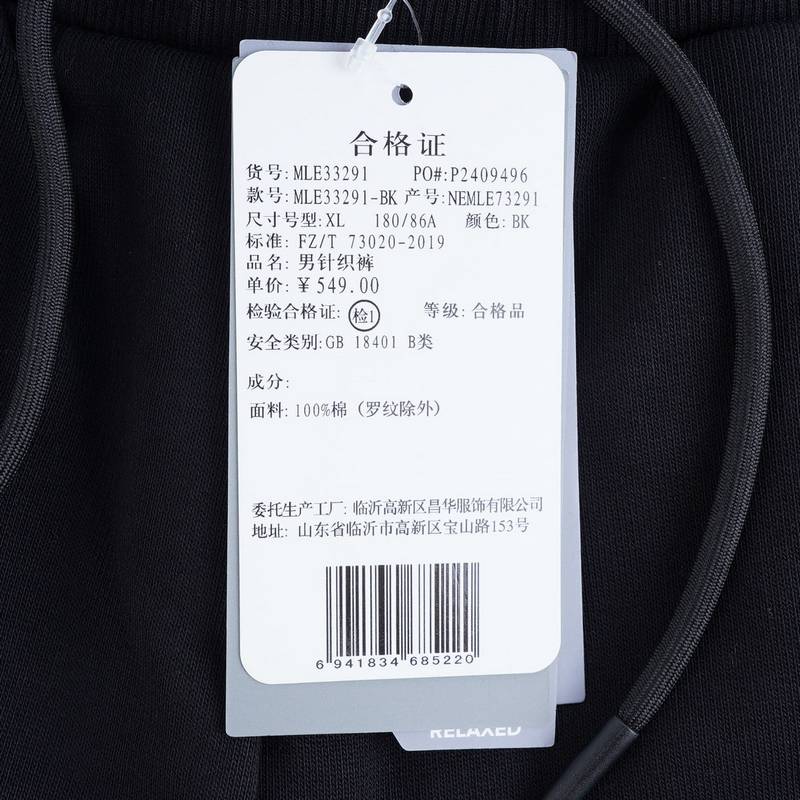 合格证
货号:MLE33291 PO#:P2409496
款号:MLE33291-BK 产号:NEMLE73291
尺寸号型:XL 180/86A 颜色:BK
标准: FZ/T 73020-2019
品名: 男针织裤
单价: ¥549.00
检验合格证: 检1 等级: 合格品
安全类别:GB 18401 B类
成分:
面料: 100%棉 (罗纹除外)
委托生产工厂: 临沂高新区昌华服饰有限公司
地址: 山东省临沂市高新区宝山路153号
6 941834 685220
RELAXED